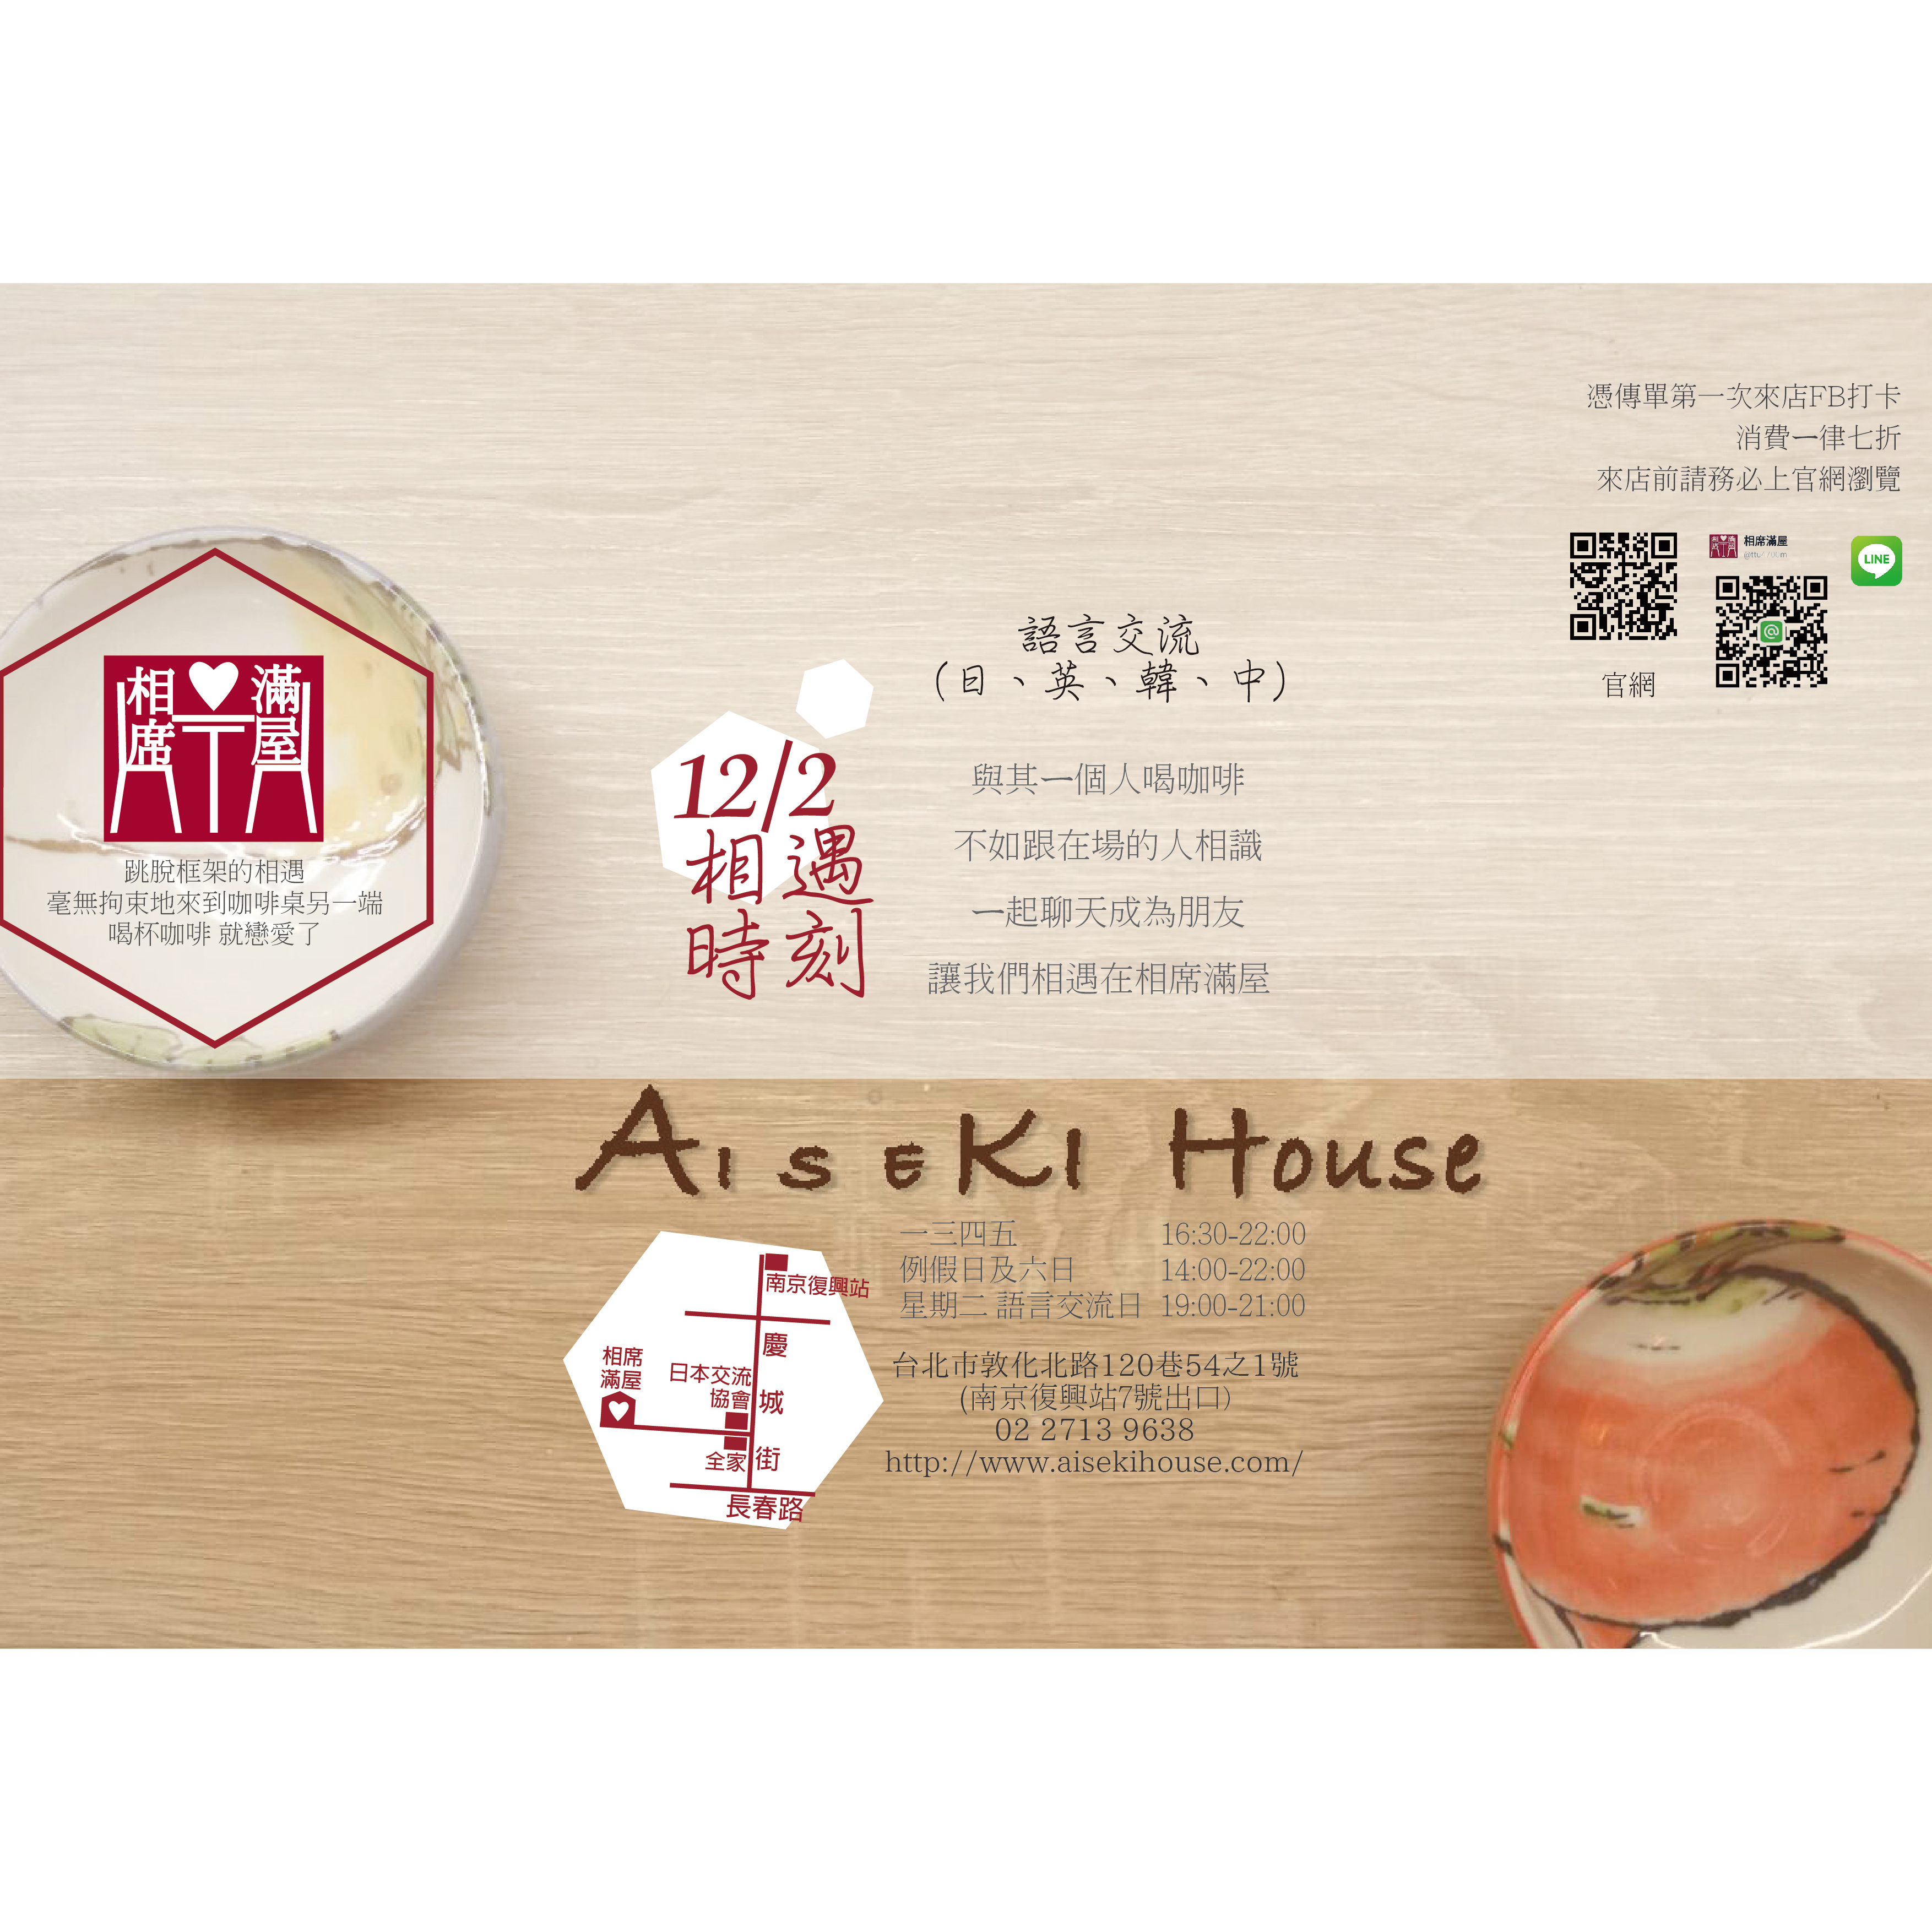 憑傳單第一次來店FB打卡
消費一律七折
來店前請務必上官網瀏覽
相席滿屋
LINE
官網
相席
滿屋
跳脫框架的相遇
毫無拘束地來到咖啡桌另一端
喝杯咖啡 就戀愛了
12/2
相遇
時刻
語言交流
(日、英、韓、中)
與其一個人喝咖啡
不如跟在場的人相識
一起聊天成為朋友
讓我們相遇在相席滿屋
AISEKI House
一三四五 16:30-22:00
例假日及六日 14:00-22:00
星期二 語言交流日 19:00-21:00
台北市敦化北路120巷54之1號
(南京復興站7號出口)
02 2713 9638
http://www.aisekihouse.com/
南京復興站
慶城街
相席
滿屋
日本交流
協會
全家
長春路